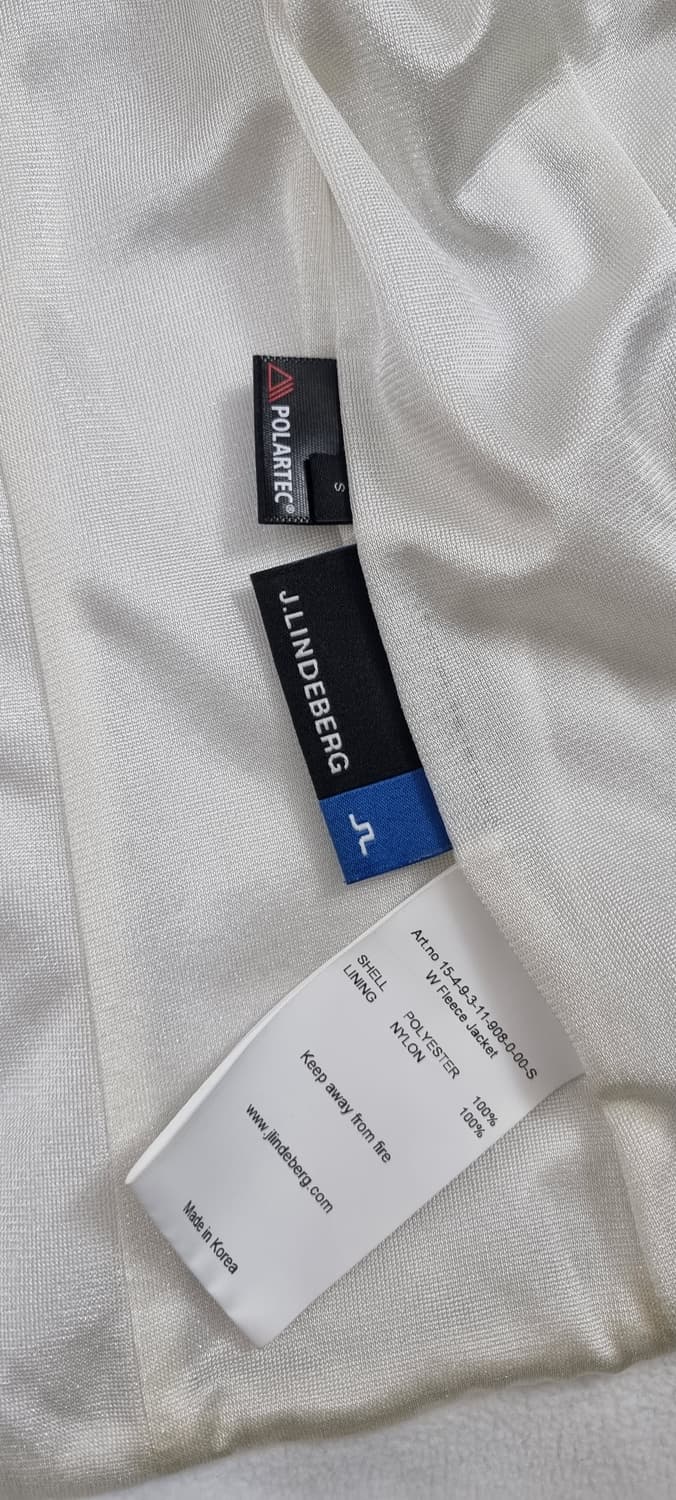 POLARTEC®
S
J.LINDEBERG
Art.no 15-4-9-3-11-908-0-00-S
W Fleece Jacket
SHELL POLYESTER 100%
LINING NYLON 100%
Keep away from fire
www.jlindeberg.com
Made in Korea